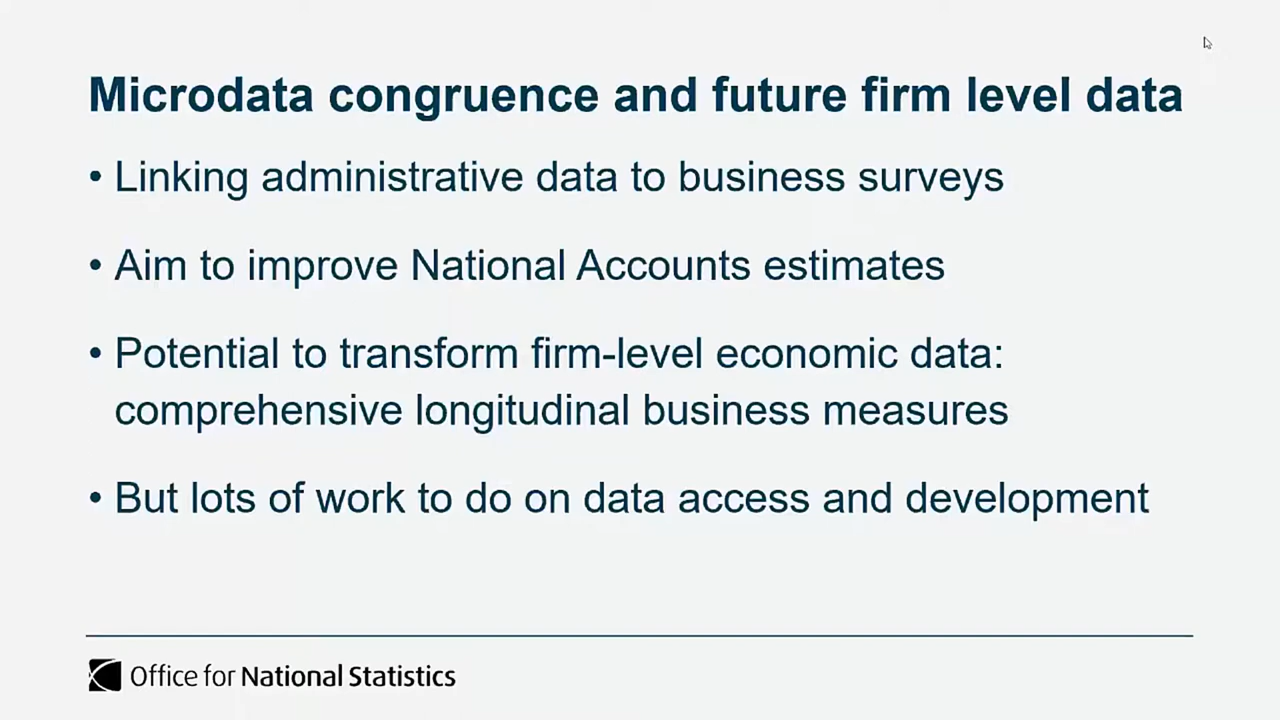 Microdata congruence and future firm level data
• Linking administrative data to business surveys
• Aim to improve National Accounts estimates
• Potential to transform firm-level economic data:
comprehensive longitudinal business measures
• But lots of work to do on data access and development
Office for National Statistics